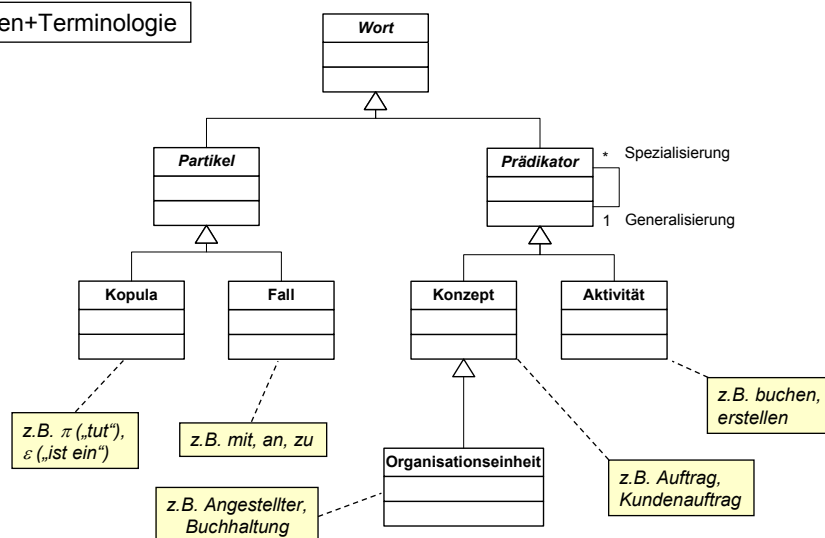 en+Terminologie
Wort
Partikel
Prädikator
* Spezialisierung
1 Generalisierung
Kopula
Fall
Konzept
Aktivität
z.B. π („tut“),
ε („ist ein“)
z.B. mit, an, zu
z.B. buchen,
erstellen
Organisationseinheit
z.B. Auftrag,
Kundenauftrag
z.B. Angestellter,
Buchhaltung